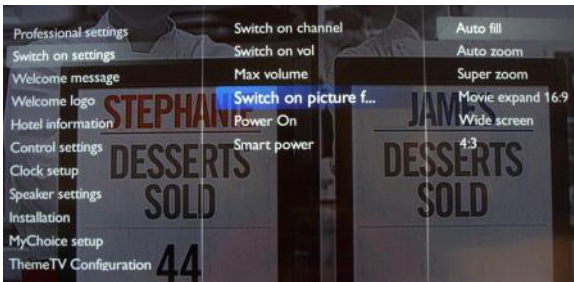 Professional settings
Switch on settings
Welcome message
Welcome logo
Hotel information
Control settings
Clock setup
Speaker settings
Installation
MyChoice setup
ThemeTV Configuration
Switch on channel
Switch on vol
Max volume
Switch on picture f...
Power On
Smart power
Auto fill
Auto zoom
Super zoom
Movie expand 16:9
Wide screen
4:3
STEPHANIE
DESSERTS
SOLD
44
JAMES
DESSERTS
SOLD